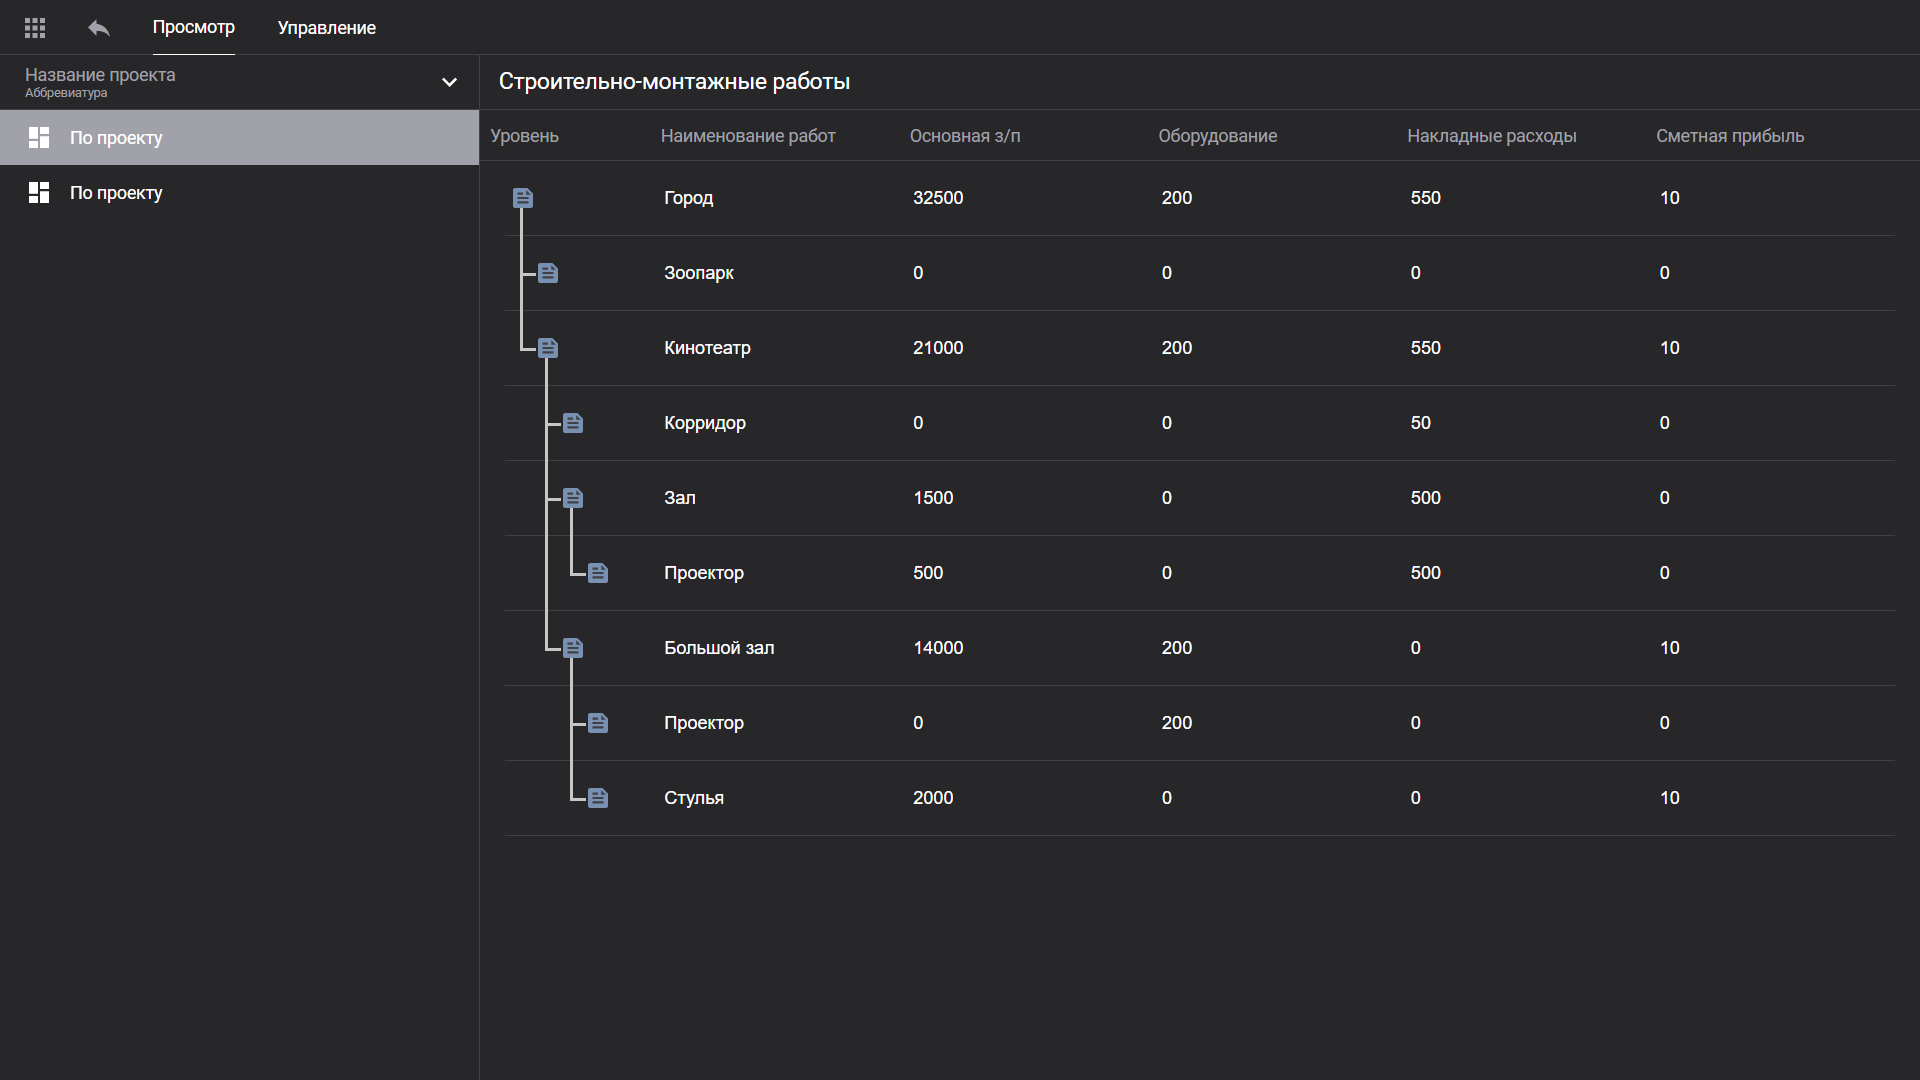 Просмотр Управление
Название проекта
Аббревиатура
По проекту
По проекту
Строительно-монтажные работы
Уровень Наименование работ Основная з/п Оборудование Накладные расходы Сметная прибыль
Город 32500 200 550 10
Зоопарк 0 0 0 0
Кинотеатр 21000 200 550 10
Корридор 0 0 50 0
Зал 1500 0 500 0
Проектор 500 0 500 0
Большой зал 14000 200 0 10
Проектор 0 200 0 0
Стулья 2000 0 0 10